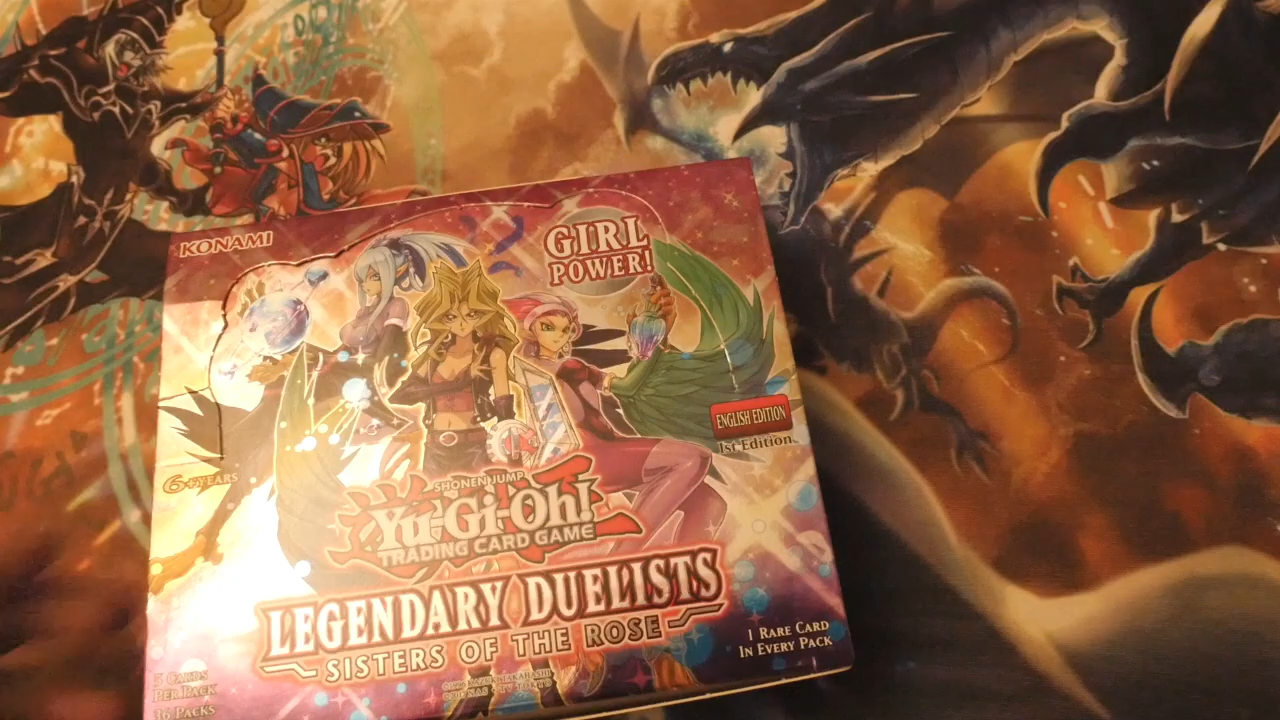 KONAMI
GIRL
POWER!
ENGLISH EDITION
1st Edition
6+ YEARS
SHONEN JUMP
Yu-Gi-Oh!
TRADING CARD GAME
LEGENDARY DUELISTS
SISTERS OF THE ROSE
1 RARE CARD
IN EVERY PACK
5 CARDS
PER PACK
36 PACKS